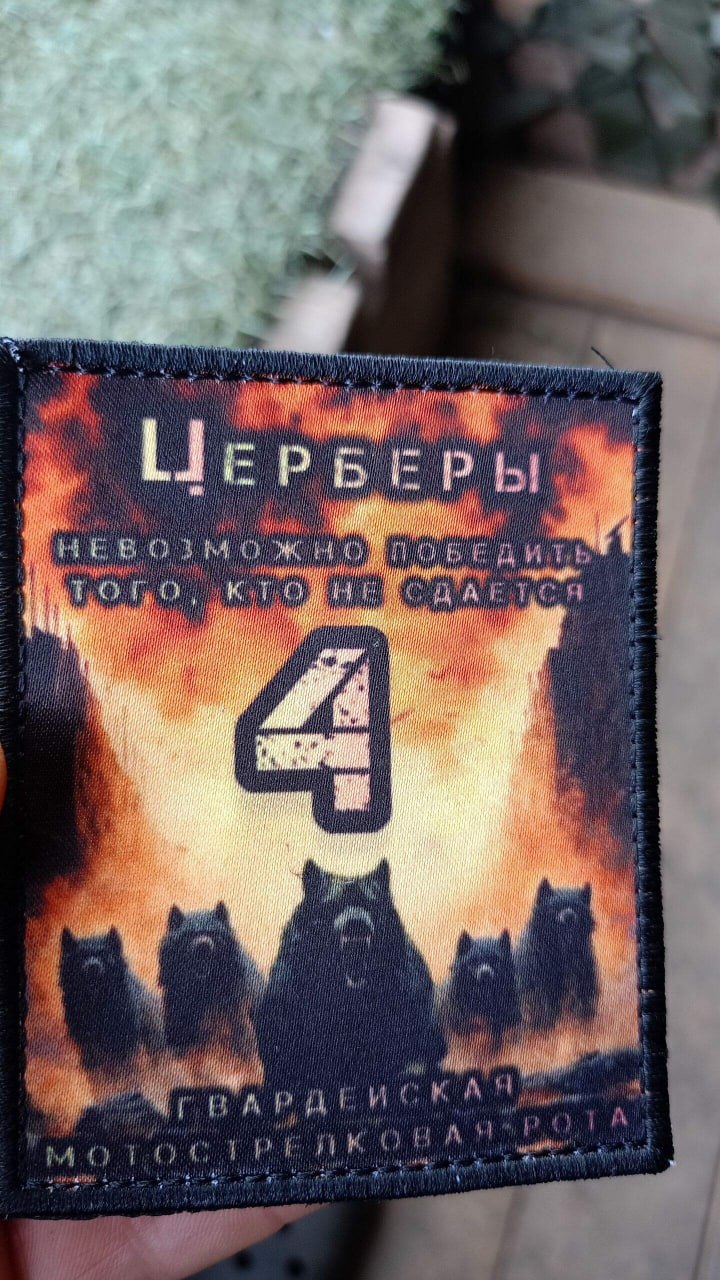 ЦЕРБЕРЫ
НЕВОЗМОЖНО ПОБЕДИТЬ
ТОГО, КТО НЕ СДАЕТСЯ
4
ГВАРДЕЙСКАЯ
МОТОСТРЕЛКОВАЯ РОТА